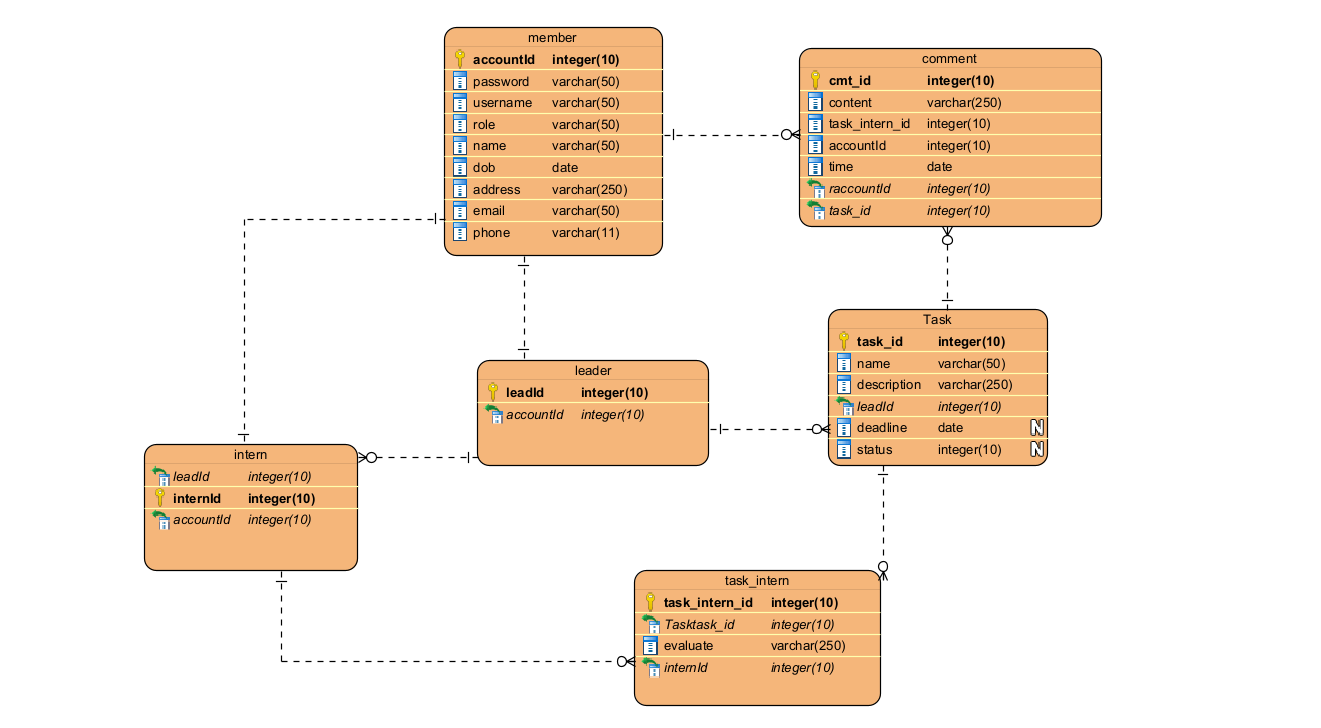 member
accountId integer(10)
password varchar(50)
username varchar(50)
role varchar(50)
name varchar(50)
dob date
address varchar(250)
email varchar(50)
phone varchar(11)
comment
cmt_id integer(10)
content varchar(250)
task_intern_id integer(10)
accountId integer(10)
time date
raccountId integer(10)
task_id integer(10)
Task
task_id integer(10)
name varchar(50)
description varchar(250)
leadId integer(10)
deadline date N
status integer(10) N
leader
leadId integer(10)
accountId integer(10)
intern
leadId integer(10)
internId integer(10)
accountId integer(10)
task_intern
task_intern_id integer(10)
Tasktask_id integer(10)
evaluate varchar(250)
internId integer(10)